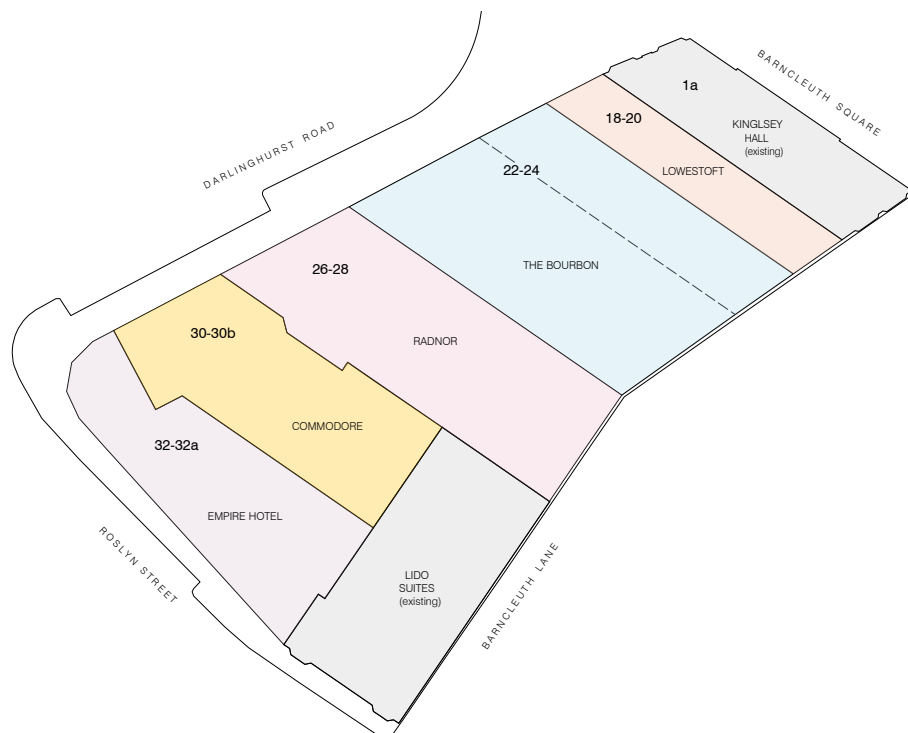 BARNCLEUTH SQUARE
1a
18-20
KINGLSEY
HALL
(existing)
DARLINGHURST ROAD
22-24
LOWESTOFT
THE BOURBON
26-28
30-30b
RADNOR
COMMODORE
32-32a
EMPIRE HOTEL
ROSLYN STREET
LIDO
SUITES
(existing)
BARNCLEUTH LANE